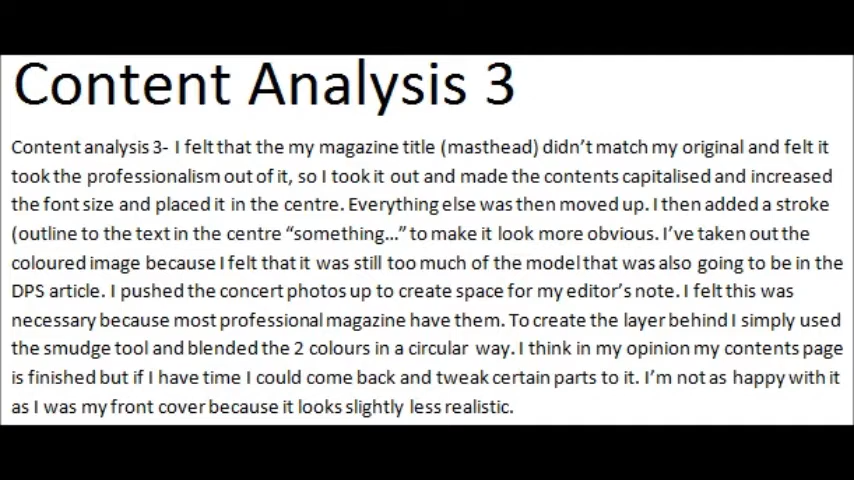 Content Analysis 3
Content analysis 3- I felt that the my magazine title (masthead) didn't match my original and felt it
took the professionalism out of it, so I took it out and made the contents capitalised and increased
the font size and placed it in the centre. Everything else was then moved up. I then added a stroke
(outline to the text in the centre “something...” to make it look more obvious. I've taken out the
coloured image because I felt that it was still too much of the model that was also going to be in the
DPS article. I pushed the concert photos up to create space for my editor's note. I felt this was
necessary because most professional magazine have them. To create the layer behind I simply used
the smudge tool and blended the 2 colours in a circular way. I think in my opinion my contents page
is finished but if I have time I could come back and tweak certain parts to it. I'm not as happy with it
as I was my front cover because it looks slightly less realistic.